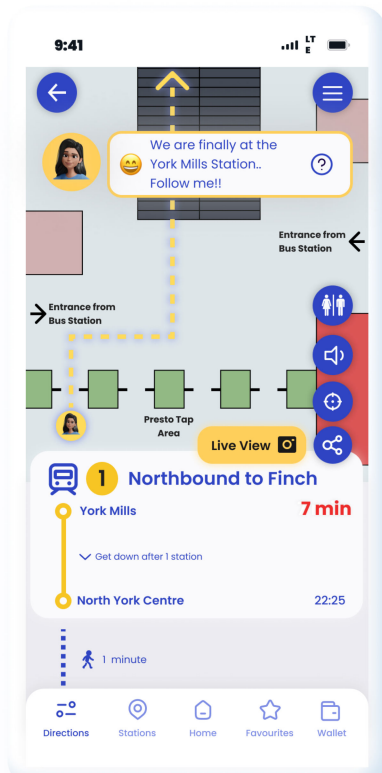 9:41
LT
E
We are finally at the
York Mills Station..
Follow me!!
?
Entrance from
Bus Station
Entrance from
Bus Station
Presto Tap
Area
Live View
1 Northbound to Finch
York Mills 7 min
Get down after 1 station
North York Centre 22:25
1 minute
Directions Stations Home Favourites Wallet